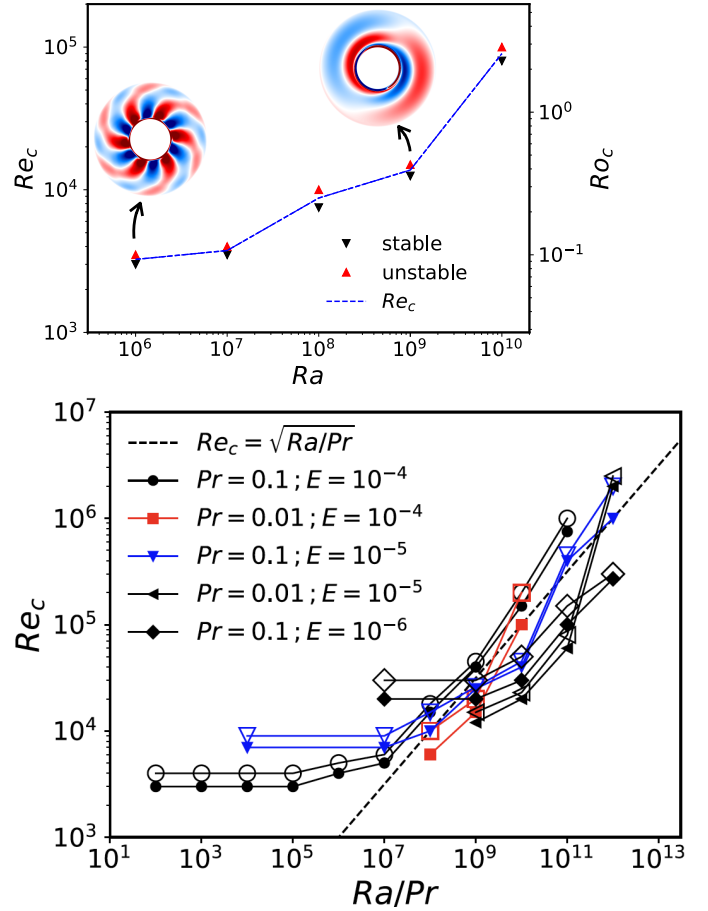 10^5
10^4
10^3
Re_c
10^0
10^{-1}
Ro_c
stable
unstable
Re_c
10^6 10^7 10^8 10^9 10^{10}
Ra
10^7
10^6
10^5
10^4
10^3
Re_c
Re_c = \sqrt{Ra/Pr}
Pr = 0.1 ; E = 10^{-4}
Pr = 0.01 ; E = 10^{-4}
Pr = 0.1 ; E = 10^{-5}
Pr = 0.01 ; E = 10^{-5}
Pr = 0.1 ; E = 10^{-6}
10^1 10^3 10^5 10^7 10^9 10^{11} 10^{13}
Ra/Pr